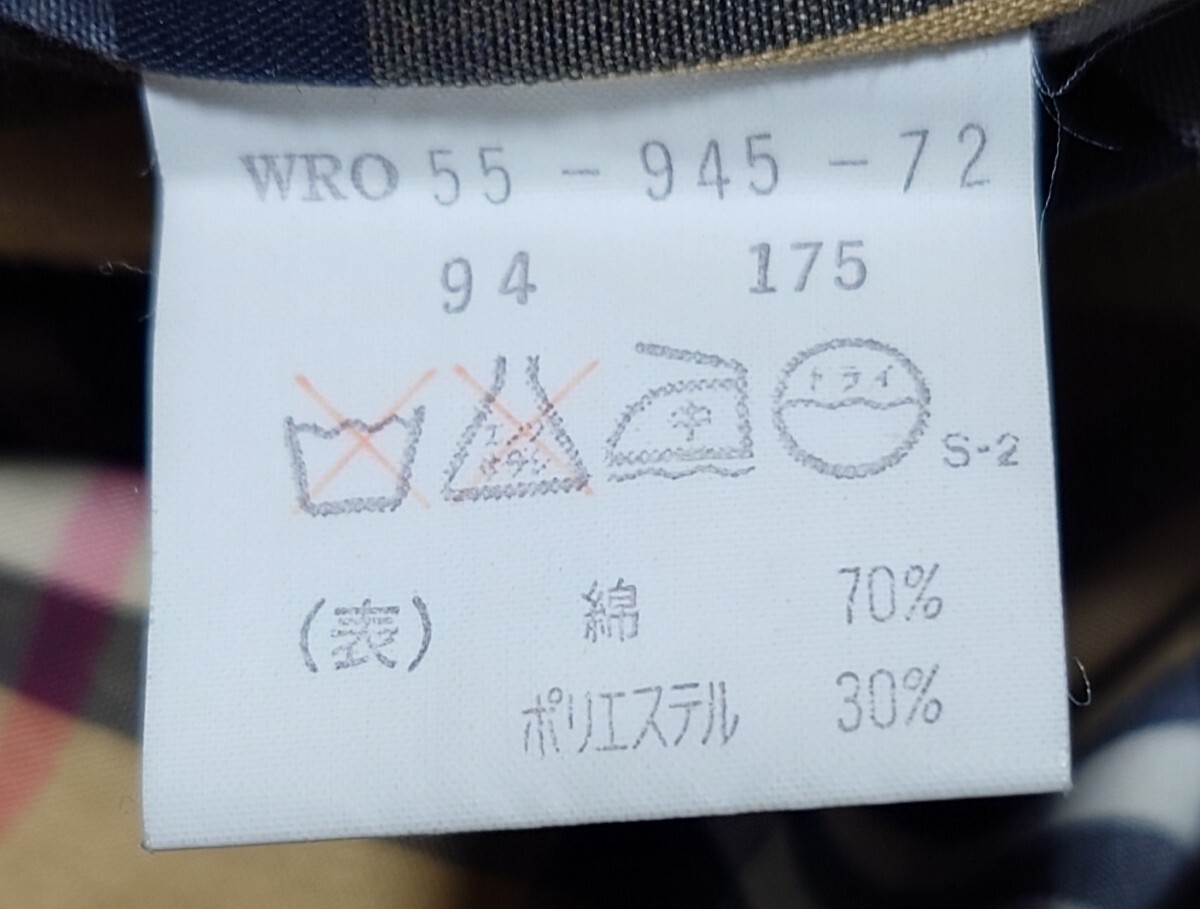 WRO 55-945-72
94 175
中
ドライ
S-2
(表) 綿 70%
ポリエステル 30%